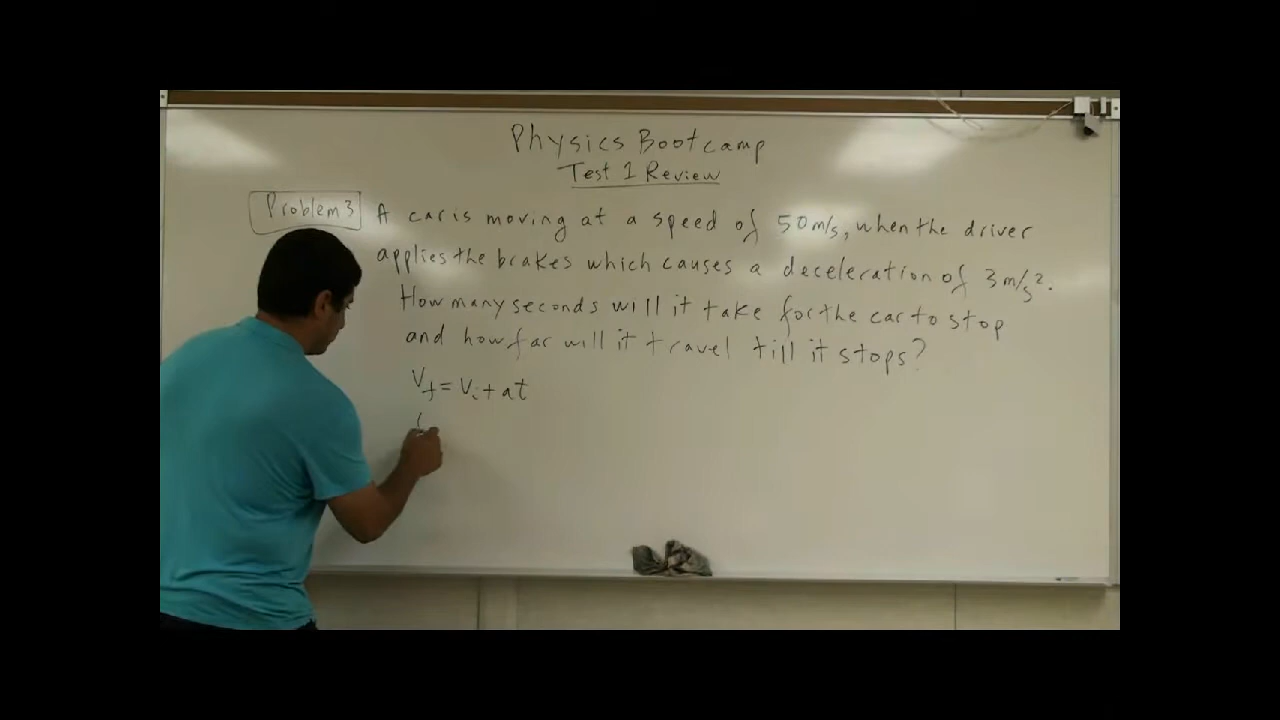 Physics Bootcamp
Test 1 Review
Problem 3
A car is moving at a speed of 50 m/s, when the driver
applies the brakes which causes a deceleration of 3 m/s².
How many seconds will it take for the car to stop
and how far will it travel till it stops?
Vf = Vi + at